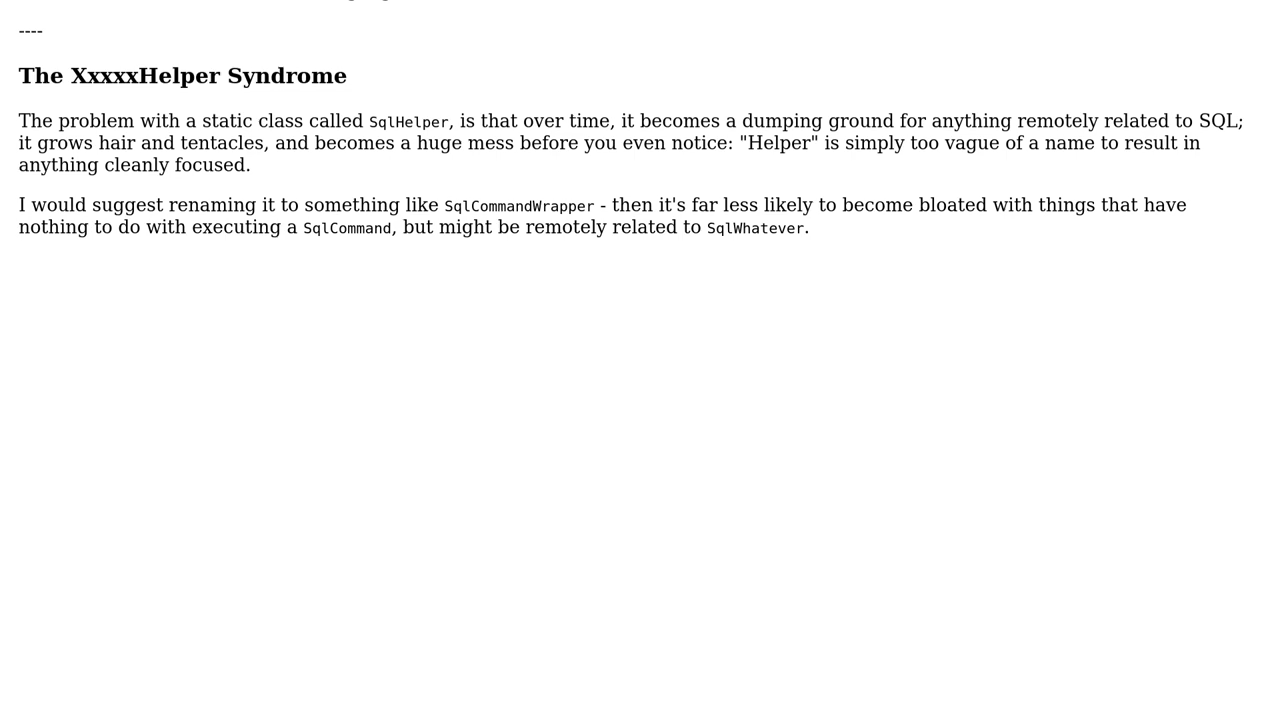 ----
The XxxxxHelper Syndrome
The problem with a static class called SqlHelper, is that over time, it becomes a dumping ground for anything remotely related to SQL;
it grows hair and tentacles, and becomes a huge mess before you even notice: "Helper" is simply too vague of a name to result in
anything cleanly focused.
I would suggest renaming it to something like SqlCommandWrapper - then it's far less likely to become bloated with things that have
nothing to do with executing a SqlCommand, but might be remotely related to SqlWhatever.